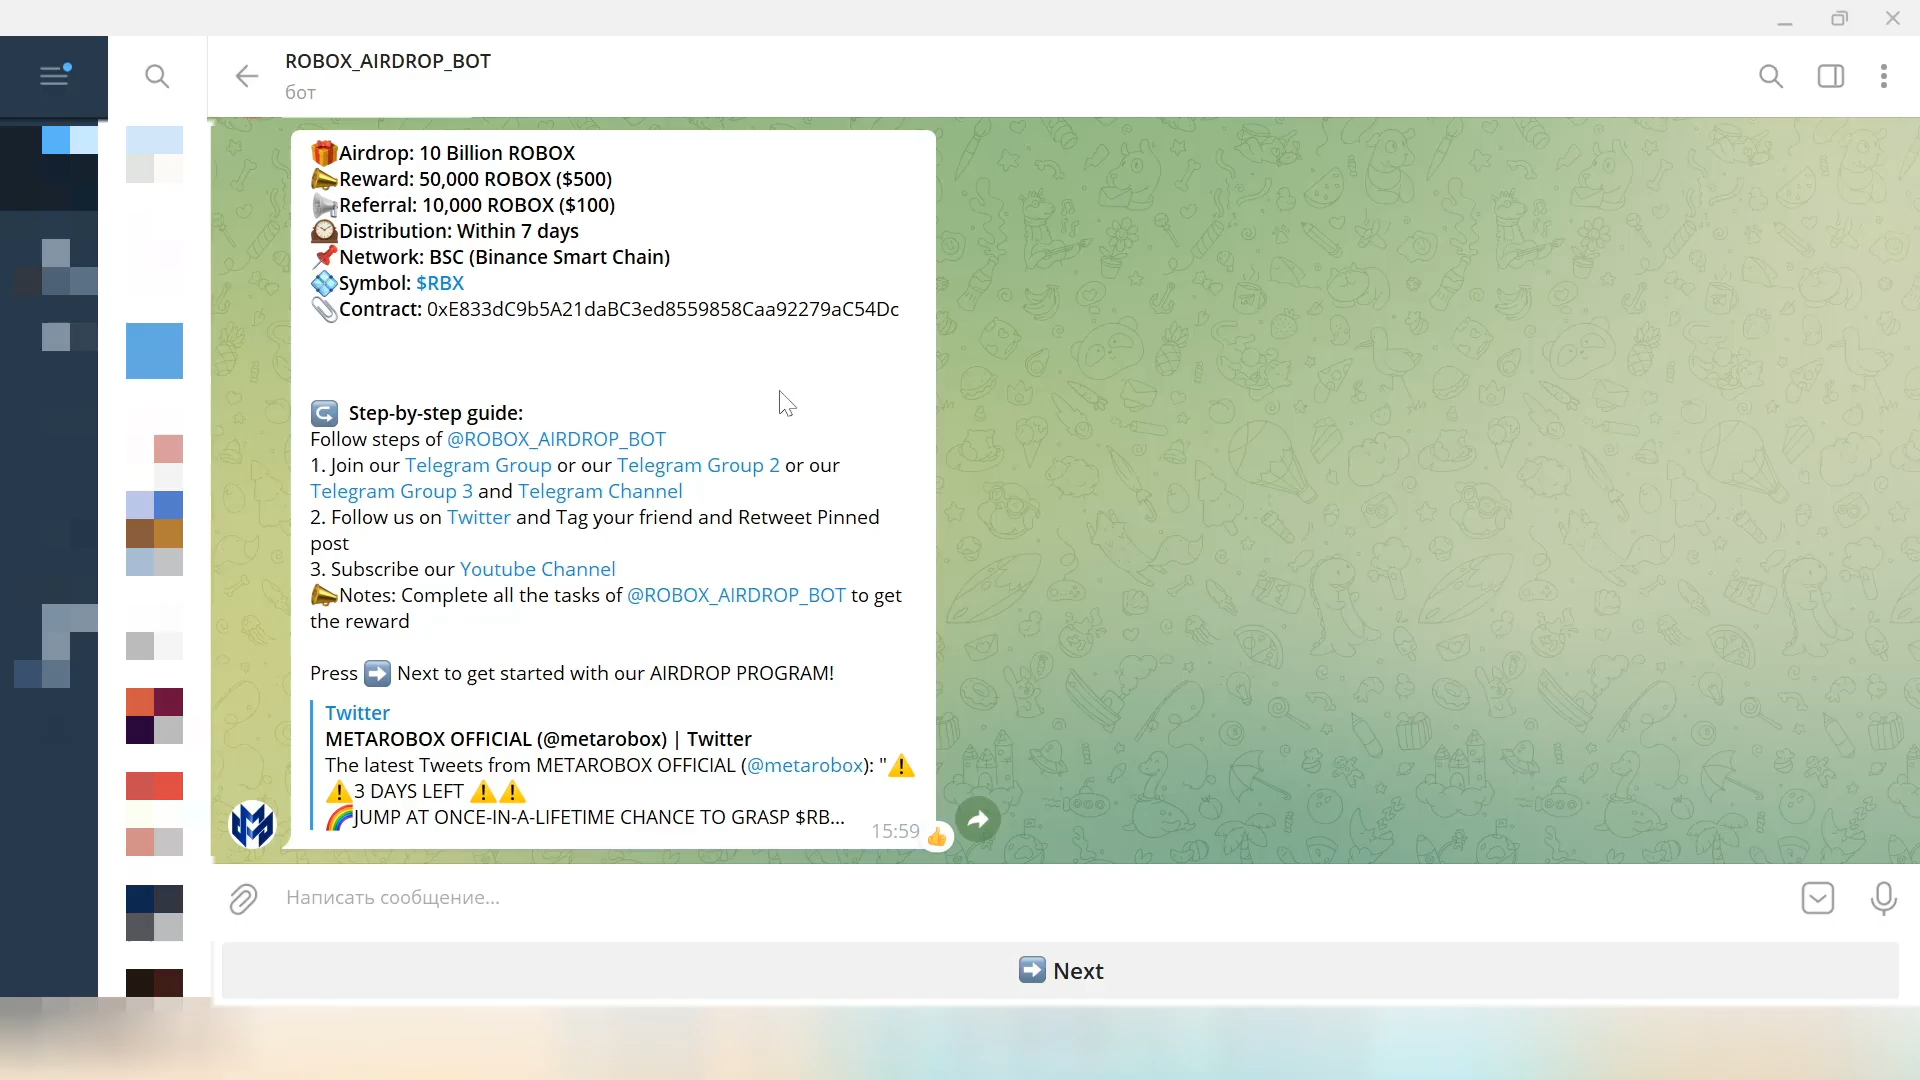 ROBOX_AIRDROP_BOT
бот
🎁Airdrop: 10 Billion ROBOX
📣Reward: 50,000 ROBOX ($500)
📢Referral: 10,000 ROBOX ($100)
🕰Distribution: Within 7 days
📌Network: BSC (Binance Smart Chain)
💠Symbol: $RBX
📎Contract: 0xE833dC9b5A21daBC3ed8559858Caa92279aC54Dc
↪️ Step-by-step guide:
Follow steps of @ROBOX_AIRDROP_BOT
1. Join our Telegram Group or our Telegram Group 2 or our
Telegram Group 3 and Telegram Channel
2. Follow us on Twitter and Tag your friend and Retweet Pinned
post
3. Subscribe our Youtube Channel
📣Notes: Complete all the tasks of @ROBOX_AIRDROP_BOT to get
the reward
Press ➡️ Next to get started with our AIRDROP PROGRAM!
Twitter
METAROBOX OFFICIAL (@metarobox) | Twitter
The latest Tweets from METAROBOX OFFICIAL (@metarobox): "⚠️
⚠️3 DAYS LEFT ⚠️⚠️
🌈JUMP AT ONCE-IN-A-LIFETIME CHANCE TO GRASP $RB...
15:59
Написать сообщение...
➡️ Next